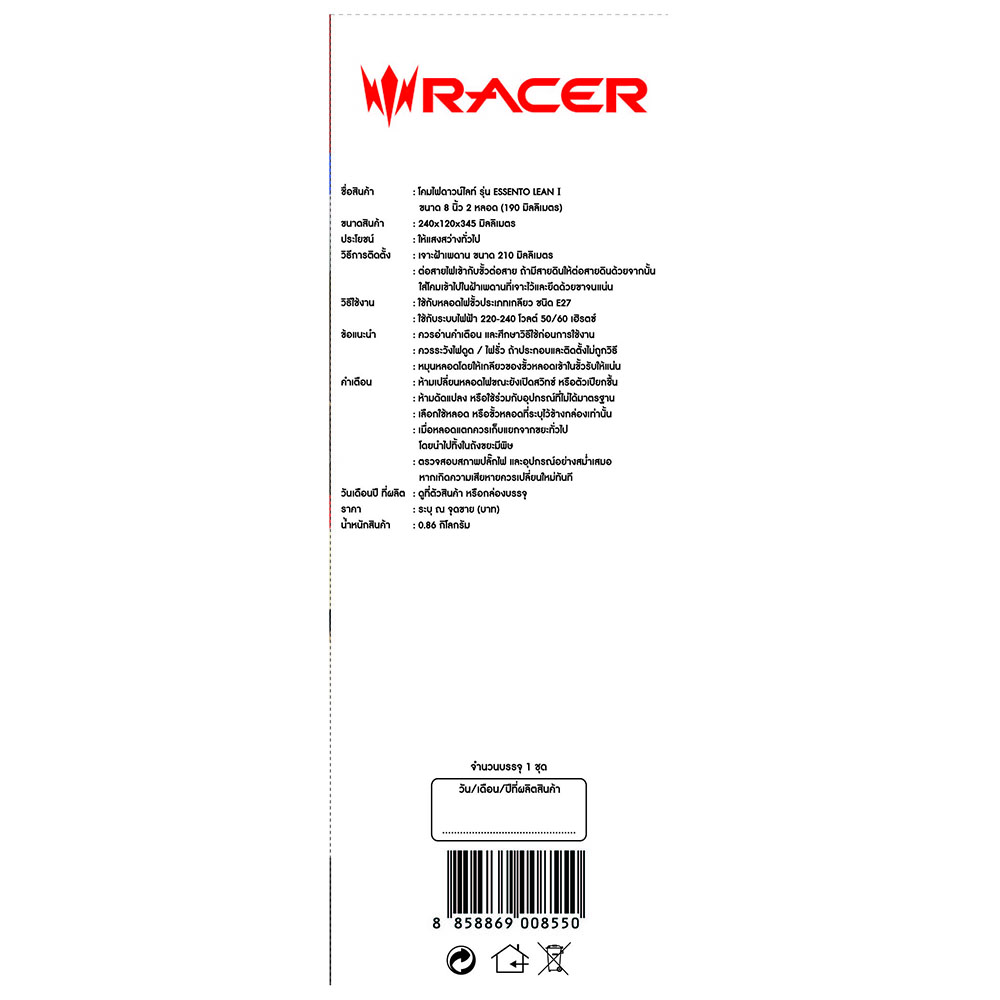 RACER
ชื่อสินค้า : โคมไฟดาวน์ไลท์ รุ่น ESSENTO LEAN I
ขนาด 8 นิ้ว 2 หลอด (190 มิลลิเมตร)
ขนาดสินค้า : 240x120x345 มิลลิเมตร
ประโยชน์ : ให้แสงสว่างทั่วไป
วิธีการติดตั้ง : เจาะฝ้าเพดาน ขนาด 210 มิลลิเมตร
: ต่อสายไฟเข้ากับขั้วต่อสาย ถ้ามีสายดินให้ต่อสายดินด้วยจากนั้น
ใส่โคมเข้าไปในฝ้าเพดานที่เจาะไว้และยึดด้วยขาจนแน่น
วิธีใช้งาน : ใช้กับหลอดไฟขั้วประเภทเกลียว ชนิด E27
: ใช้กับระบบไฟฟ้า 220-240 โวลต์ 50/60 เฮิรตซ์
ข้อแนะนำ : ควรอ่านคำเตือน และศึกษาวิธีใช้ก่อนการใช้งาน
: ควรระวังไฟดูด / ไฟรั่ว ถ้าประกอบและติดตั้งไม่ถูกวิธี
: หมุนหลอดโดยให้เกลียวของขั้วหลอดเข้าในขั้วรับให้แน่น
คำเตือน : ห้ามเปลี่ยนหลอดไฟขณะยังเปิดสวิทซ์ หรือตัวเปียกชื้น
: ห้ามดัดแปลง หรือใช้ร่วมกับอุปกรณ์ที่ไม่ได้มาตรฐาน
: เลือกใช้หลอด หรือขั้วหลอดที่ระบุไว้ข้างกล่องเท่านั้น
: เมื่อหลอดแตกควรเก็บแยกจากขยะทั่วไป
โดยนำไปทิ้งในถังขยะมีพิษ
: ตรวจสอบสภาพปลั๊กไฟ และอุปกรณ์อย่างสม่ำเสมอ
หากเกิดความเสียหายควรเปลี่ยนใหม่ทันที
วันเดือนปี ที่ผลิต : ดูที่ตัวสินค้า หรือกล่องบรรจุ
ราคา : ระบุ ณ จุดขาย (บาท)
น้ำหนักสินค้า : 0.86 กิโลกรัม
จำนวนบรรจุ 1 ชุด
วัน/เดือน/ปีที่ผลิตสินค้า
8 858869 008550